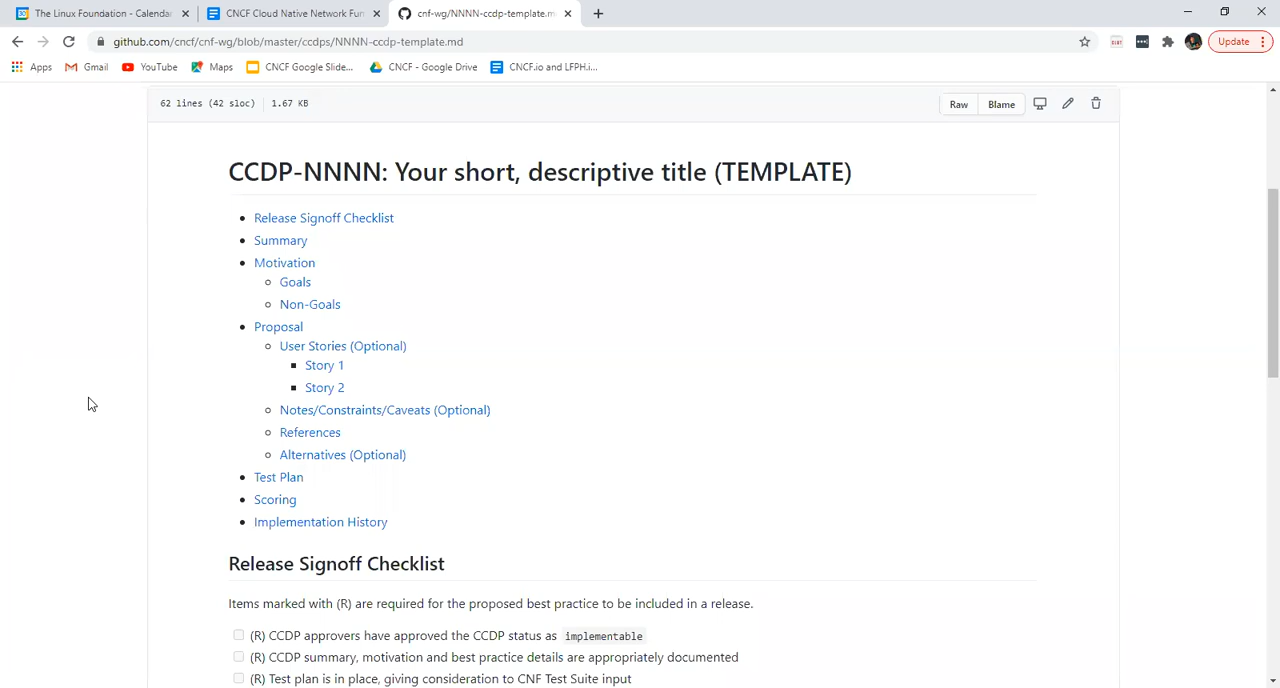 The Linux Foundation - Calenda
CNCF Cloud Native Network Fun
cnf-wg/NNNN-ccdp-template.m
github.com/cncf/cnf-wg/blob/master/ccdps/NNNN-ccdp-template.md
Update
Apps
Gmail
YouTube
Maps
CNCF Google Slide...
CNCF - Google Drive
CNCF.io and LFPH.i...
62 lines (42 sloc)
1.67 KB
Raw
Blame
CCDP-NNNN: Your short, descriptive title (TEMPLATE)
Release Signoff Checklist
Summary
Motivation
Goals
Non-Goals
Proposal
User Stories (Optional)
Story 1
Story 2
Notes/Constraints/Caveats (Optional)
References
Alternatives (Optional)
Test Plan
Scoring
Implementation History
Release Signoff Checklist
Items marked with (R) are required for the proposed best practice to be included in a release.
(R) CCDP approvers have approved the CCDP status as implementable
(R) CCDP summary, motivation and best practice details are appropriately documented
(R) Test plan is in place, giving consideration to CNF Test Suite input